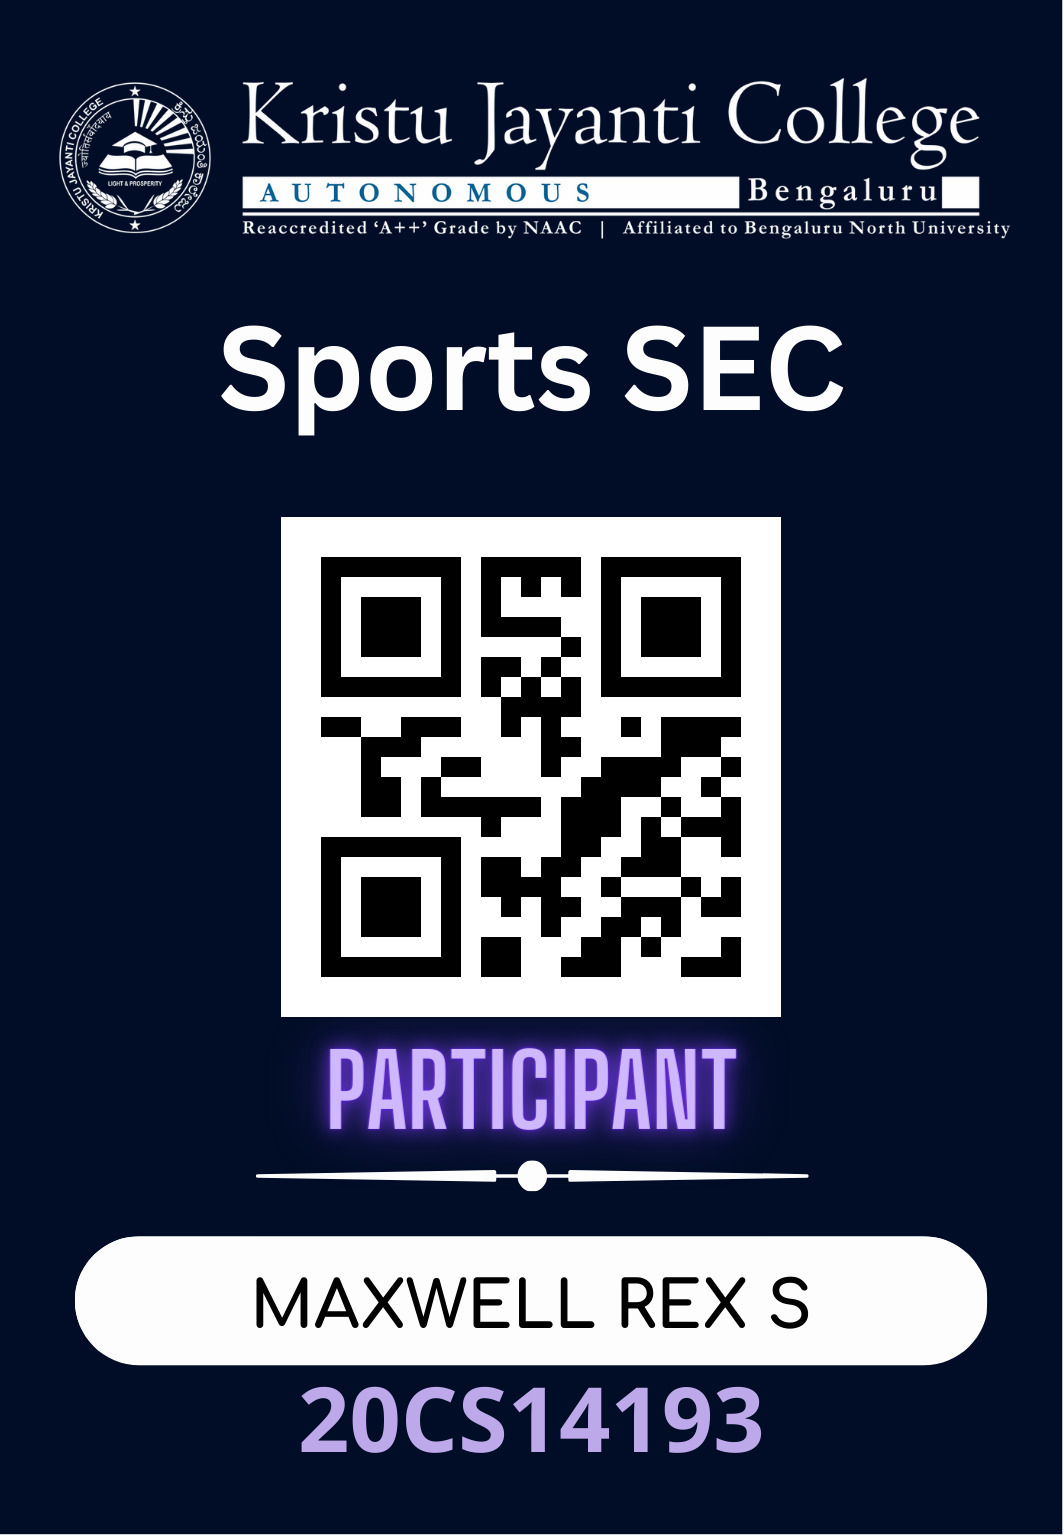 Kristu Jayanti College
AUTONOMOUS Bengaluru
Reaccredited ‘A++’ Grade by NAAC | Affiliated to Bengaluru North University
KRISTU JAYANTI COLLEGE
ಕ್ರಿಸ್ತು ಜಯಂತಿ ಕಾಲೇಜು
LIGHT & PROSPERITY
Sports SEC
PARTICIPANT
MAXWELL REX S
20CS14193